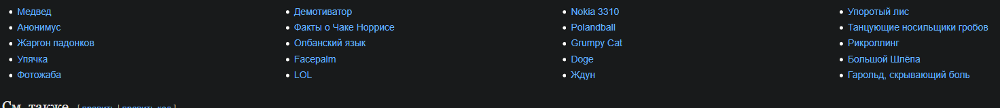 Медвед
Анонимус
Жаргон падонков
Упячка
Фотожаба
Демотиватор
Факты о Чаке Норрисе
Олбанский язык
Facepalm
LOL
Nokia 3310
Polandball
Grumpy Cat
Doge
Ждун
Упоротый лис
Танцующие носильщики гробов
Рикроллинг
Большой Шлёпа
Гарольд, скрывающий боль
См. также [ править | править код ]